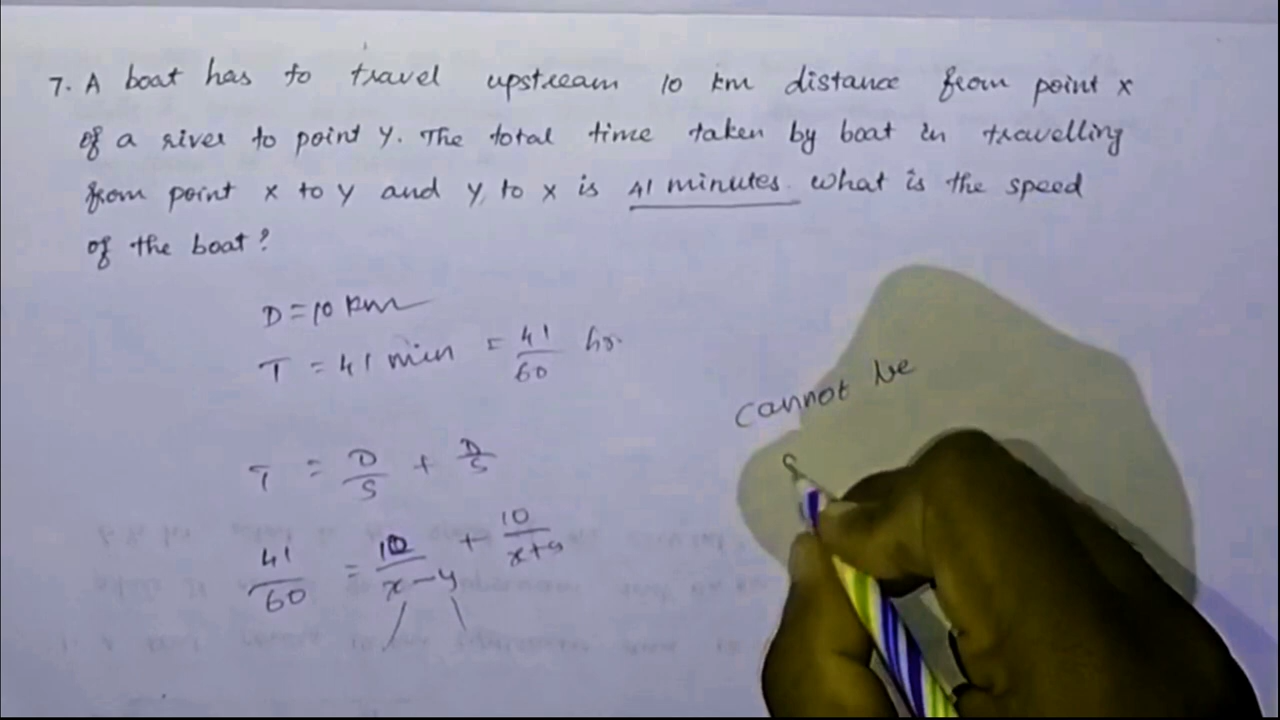 7. A boat has to travel upstream 10 km distance from point x
of a river to point y. The total time taken by boat in travelling
from point x to y and y to x is 41 minutes. What is the speed
of the boat?
D = 10 km
T = 41 min = 41/60 hr.
cannot be
T = D/S + D/S
41/60 = 10/x-y + 10/x+y